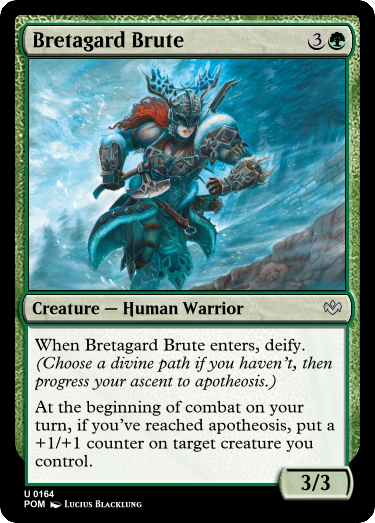 Bretagard Brute 3
Creature — Human Warrior
When Bretagard Brute enters, deify.
(Choose a divine path if you haven't, then
progress your ascent to apotheosis.)
At the beginning of combat on your
turn, if you've reached apotheosis, put a
+1/+1 counter on target creature you
control.
3/3
U 0164
POM Lucius Blacklung